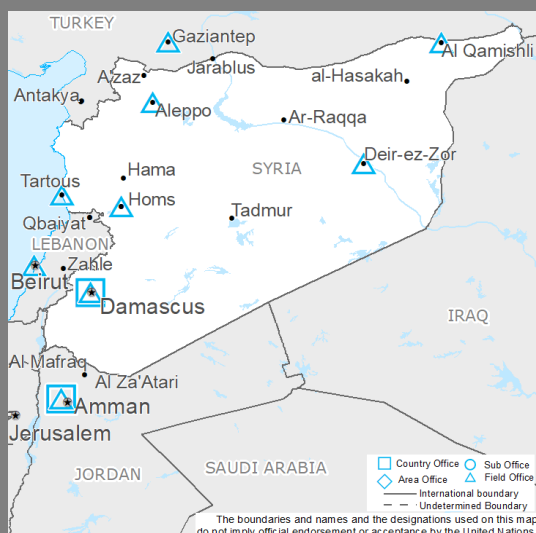 TURKEY
Gaziantep
Al Qamishli
Jarablus
A'zaz
al-Hasakah
Antakya
Aleppo
Ar-Raqqa
Deir-ez-Zor
Hama
SYRIA
Tartous
Homs
Tadmur
Qbaiyat
LEBANON
Zahle
Beirut
Damascus
IRAQ
Al Mafraq
Al Za'Atari
Amman
Jerusalem
JORDAN
SAUDI ARABIA
Country Office
Sub Office
Area Office
Field Office
International boundary
Undetermined Boundary
The boundaries and names and the designations used on this map
do not imply official endorsement or acceptance by the United Nations